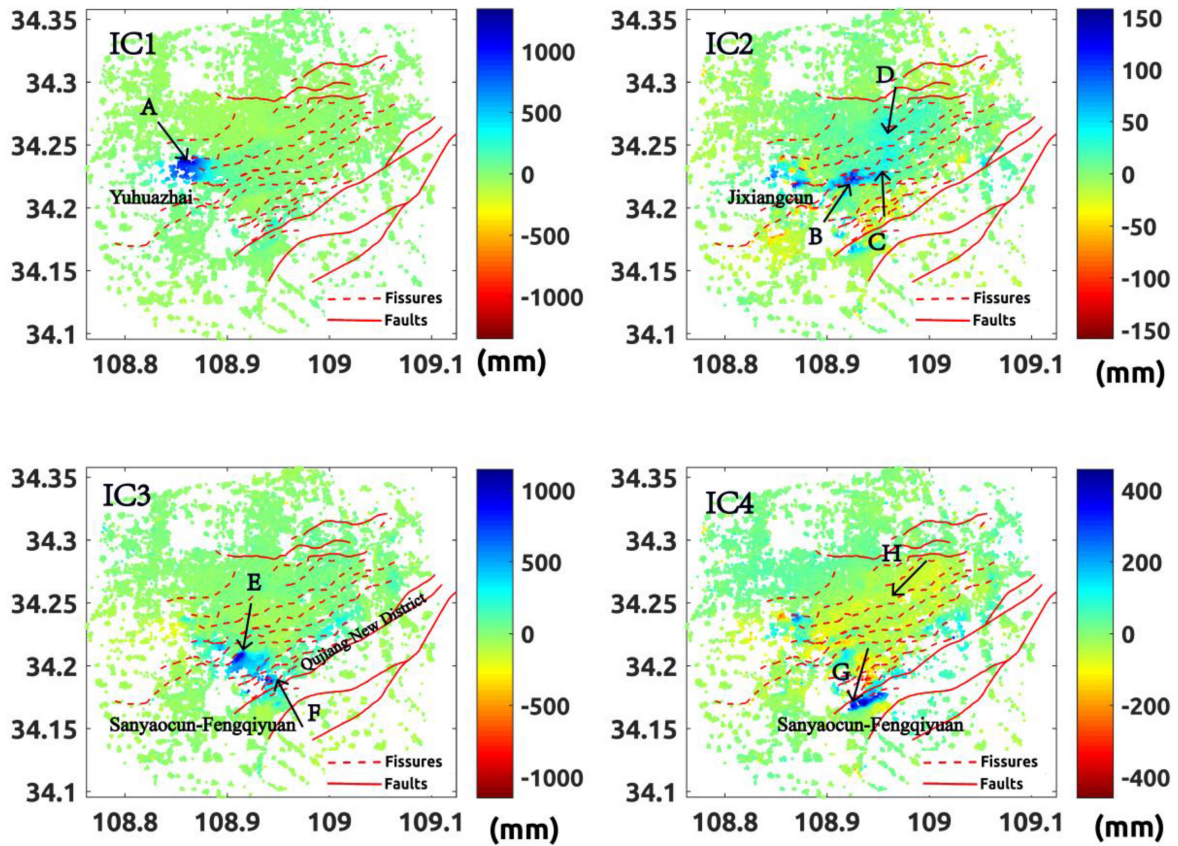 IC1
A
Yuhuazhai
Fissures
Faults
34.35
34.3
34.25
34.2
34.15
34.1
108.8 108.9 109 109.1
1000
500
0
-500
-1000
(mm)
IC2
D
Jixiangcun
B
C
Fissures
Faults
34.35
34.3
34.25
34.2
34.15
34.1
108.8 108.9 109 109.1
150
100
50
0
-50
-100
-150
(mm)
IC3
E
Qujiang New District
F
Sanyaocun-Fengqiyuan
Fissures
Faults
34.35
34.3
34.25
34.2
34.15
34.1
108.8 108.9 109 109.1
1000
500
0
-500
-1000
(mm)
IC4
H
G
Sanyaocun-Fengqiyuan
Fissures
Faults
34.35
34.3
34.25
34.2
34.15
34.1
108.8 108.9 109 109.1
400
200
0
-200
-400
(mm)